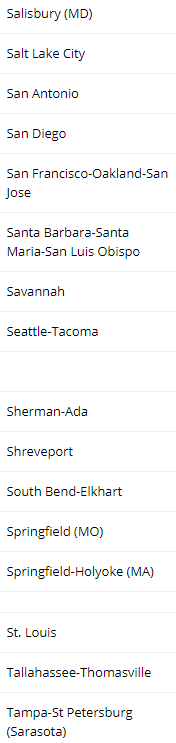 Salisbury (MD)
Salt Lake City
San Antonio
San Diego
San Francisco-Oakland-San
Jose
Santa Barbara-Santa
Maria-San Luis Obispo
Savannah
Seattle-Tacoma
Sherman-Ada
Shreveport
South Bend-Elkhart
Springfield (MO)
Springfield-Holyoke (MA)
St. Louis
Tallahassee-Thomasville
Tampa-St Petersburg
(Sarasota)